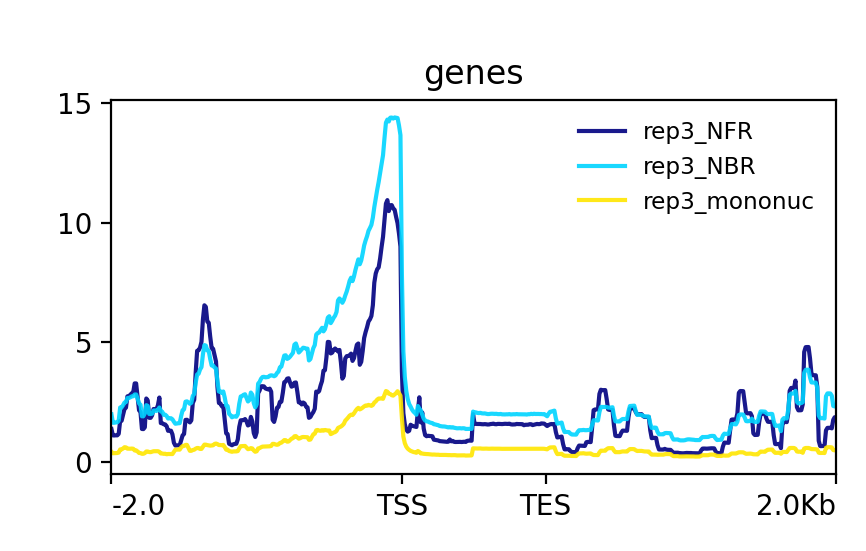 genes
15
10
5
0
rep3_NFR
rep3_NBR
rep3_mononuc
-2.0
TSS
TES
2.0Kb